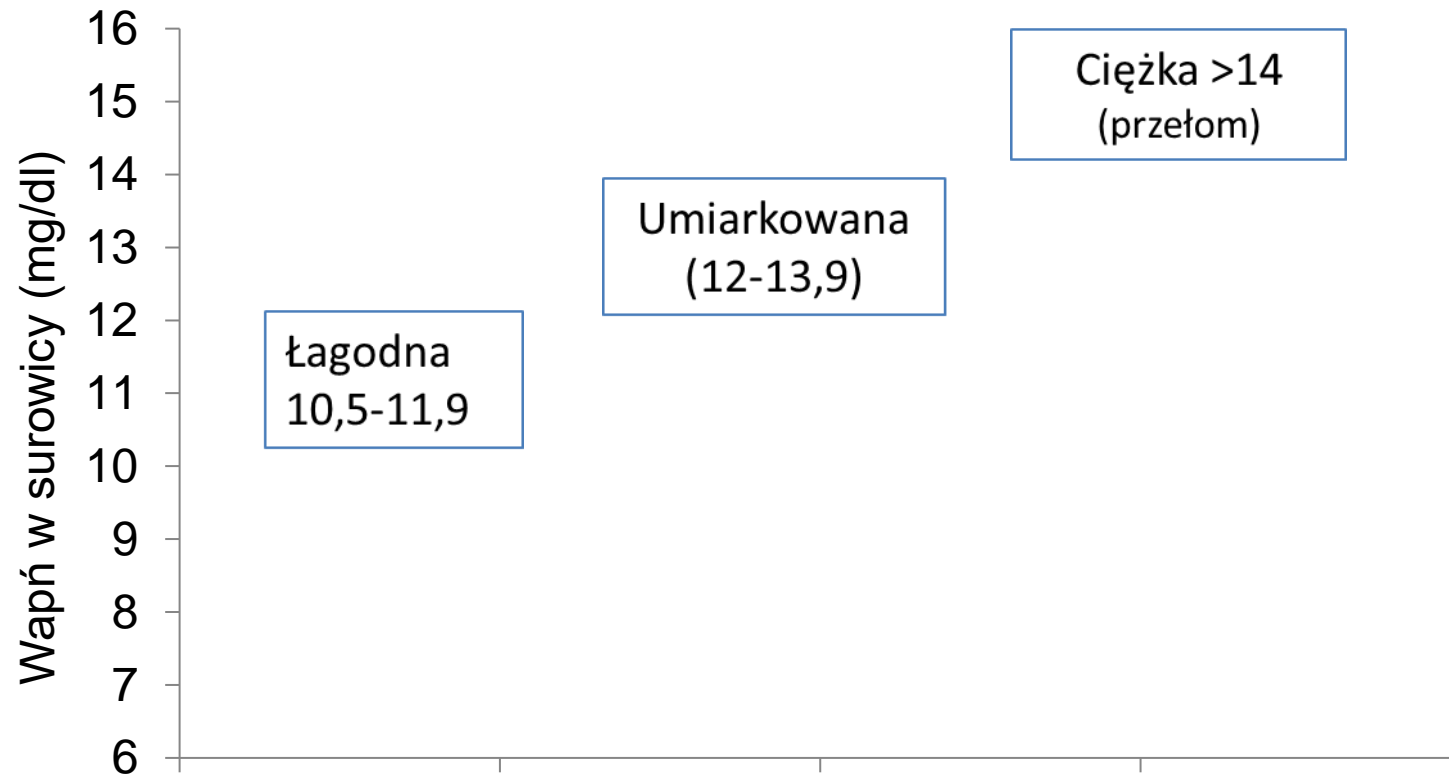 Wapń w surowicy (mg/dl)
16
15
14
13
12
11
10
9
8
7
6
Łagodna
10,5-11,9
Umiarkowana
(12-13,9)
Ciężka >14
(przełom)